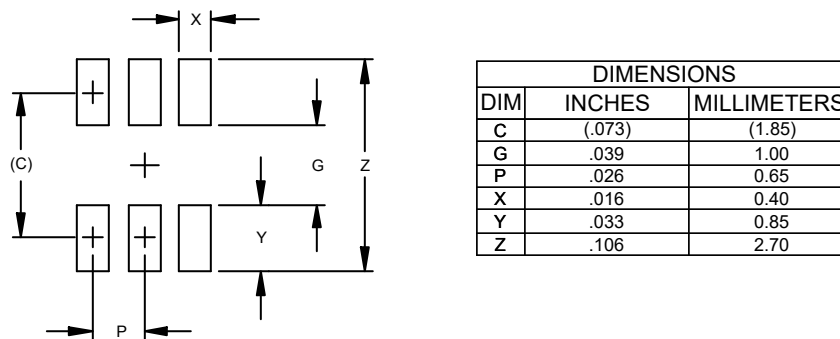 X
(C)
G
Z
Y
P
DIMENSIONS
DIM INCHES MILLIMETERS
C (.073) (1.85)
G .039 1.00
P .026 0.65
X .016 0.40
Y .033 0.85
Z .106 2.70